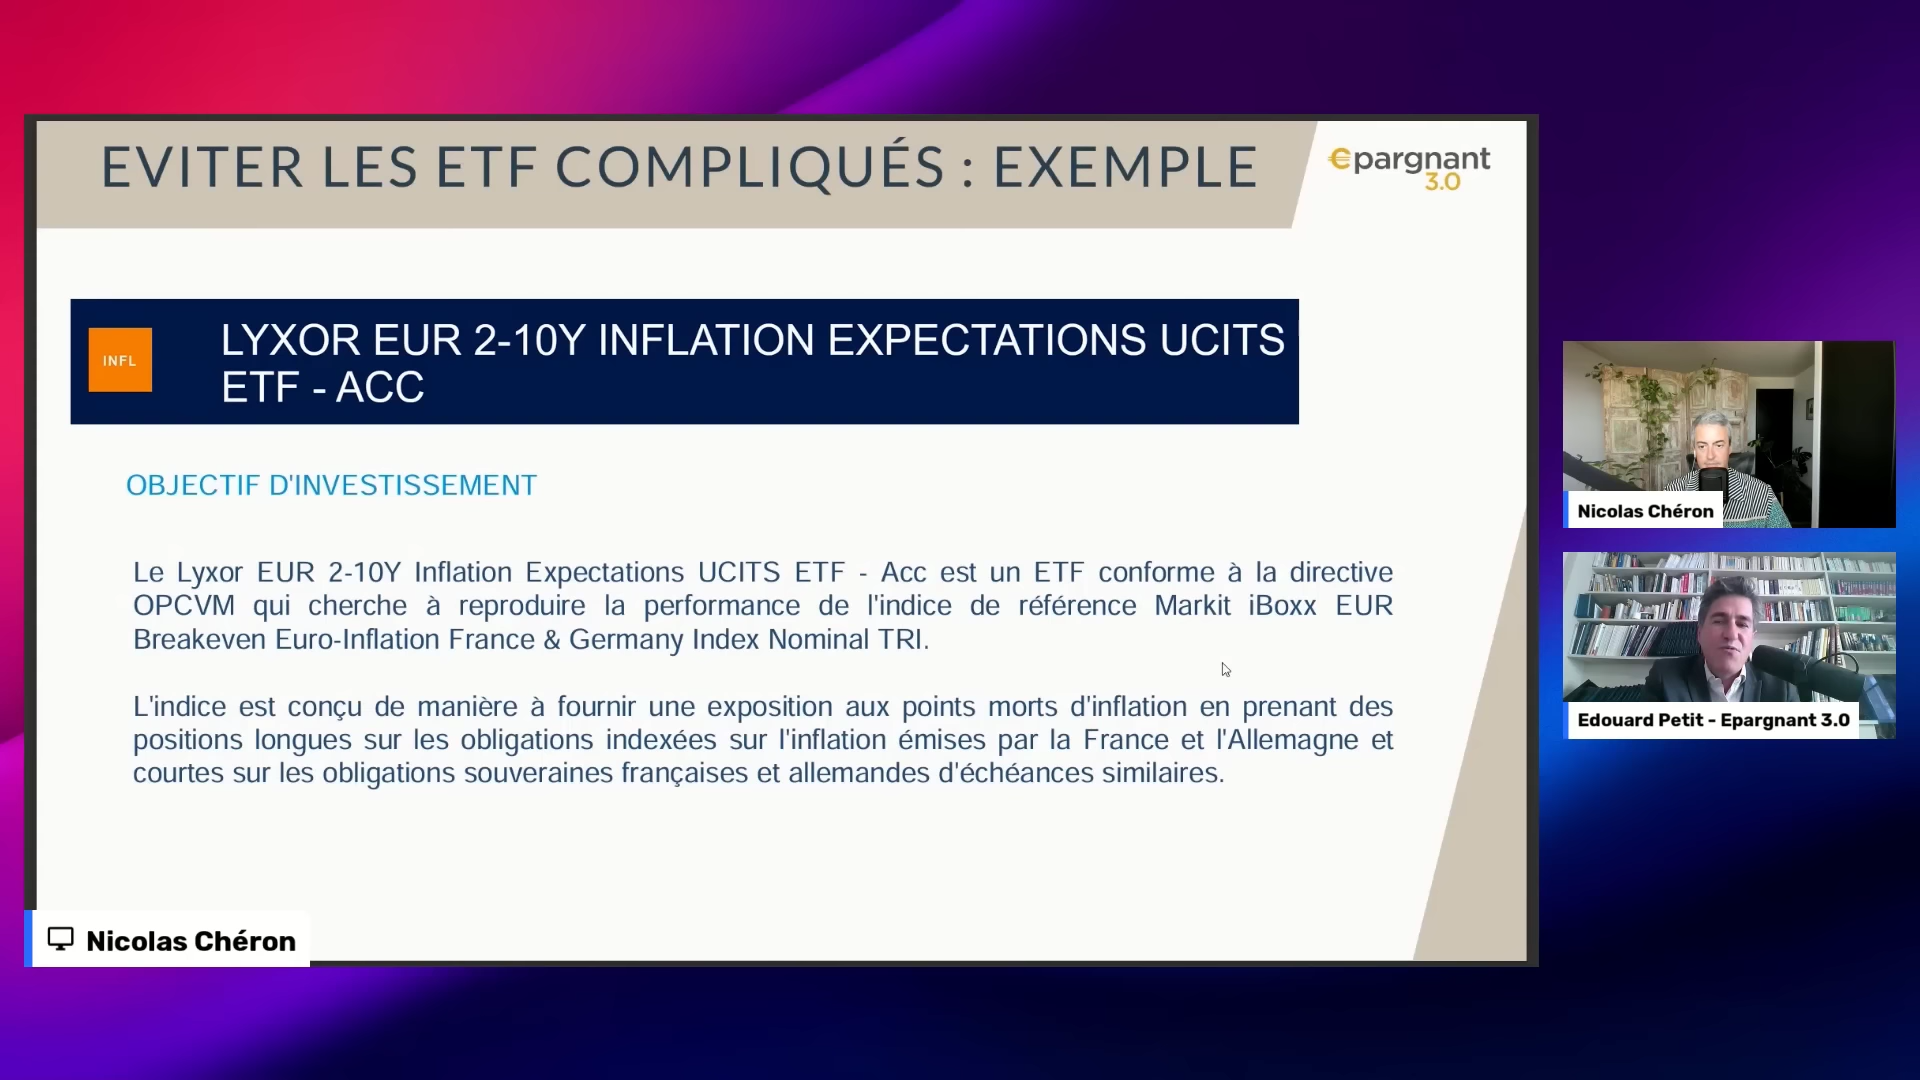 EVITER LES ETF COMPLIQUÉS : EXEMPLE
€pargnant
3.0
INFL
LYXOR EUR 2-10Y INFLATION EXPECTATIONS UCITS
ETF - ACC
OBJECTIF D'INVESTISSEMENT
Le Lyxor EUR 2-10Y Inflation Expectations UCITS ETF - Acc est un ETF conforme à la directive
OPCVM qui cherche à reproduire la performance de l'indice de référence Markit iBoxx EUR
Breakeven Euro-Inflation France & Germany Index Nominal TRI.
L'indice est conçu de manière à fournir une exposition aux points morts d'inflation en prenant des
positions longues sur les obligations indexées sur l'inflation émises par la France et l'Allemagne et
courtes sur les obligations souveraines françaises et allemandes d'échéances similaires.
Nicolas Chéron
Nicolas Chéron
Edouard Petit - Epargnant 3.0